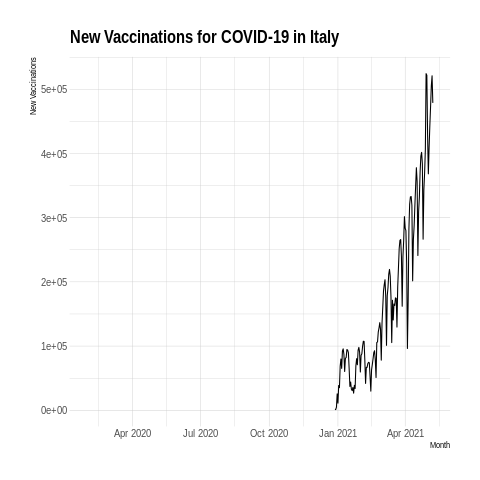 New Vaccinations for COVID-19 in Italy
New Vaccinations
5e+05
4e+05
3e+05
2e+05
1e+05
0e+00
Apr 2020 Jul 2020 Oct 2020 Jan 2021 Apr 2021
Month